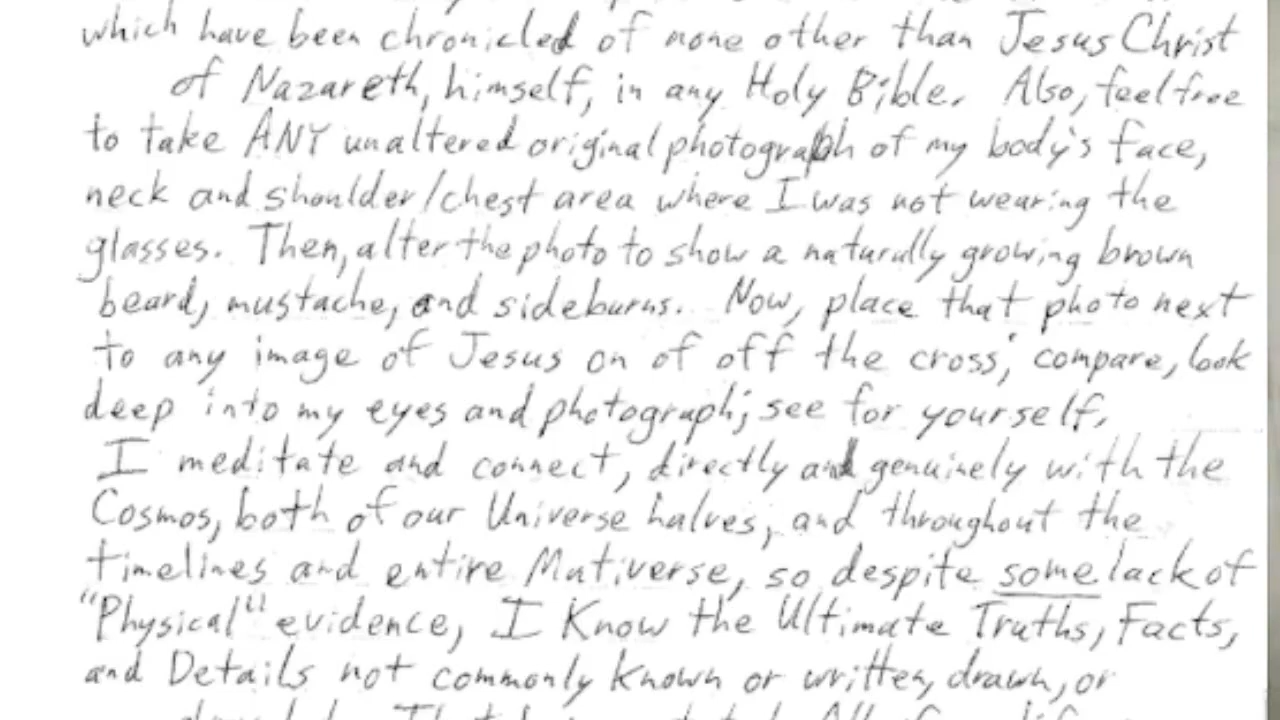 which have been chronicled of none other than Jesus Christ
of Nazareth, himself, in any Holy Bible. Also, feel free
to take ANY unaltered original photograph of my body's face,
neck and shoulder/chest area where I was not wearing the
glasses. Then, alter the photo to show a naturally growing brown
beard, mustache, and sideburns. Now, place that photo next
to any image of Jesus on of off the cross; compare, look
deep into my eyes and photograph; see for yourself.
I meditate and connect, directly and genuinely with the
Cosmos, both of our Universe halves, and throughout the
timelines and entire Mutiverse, so despite some lack of
"Physical" evidence, I Know the Ultimate Truths, Facts,
and Details not commonly known or written, drawn, or